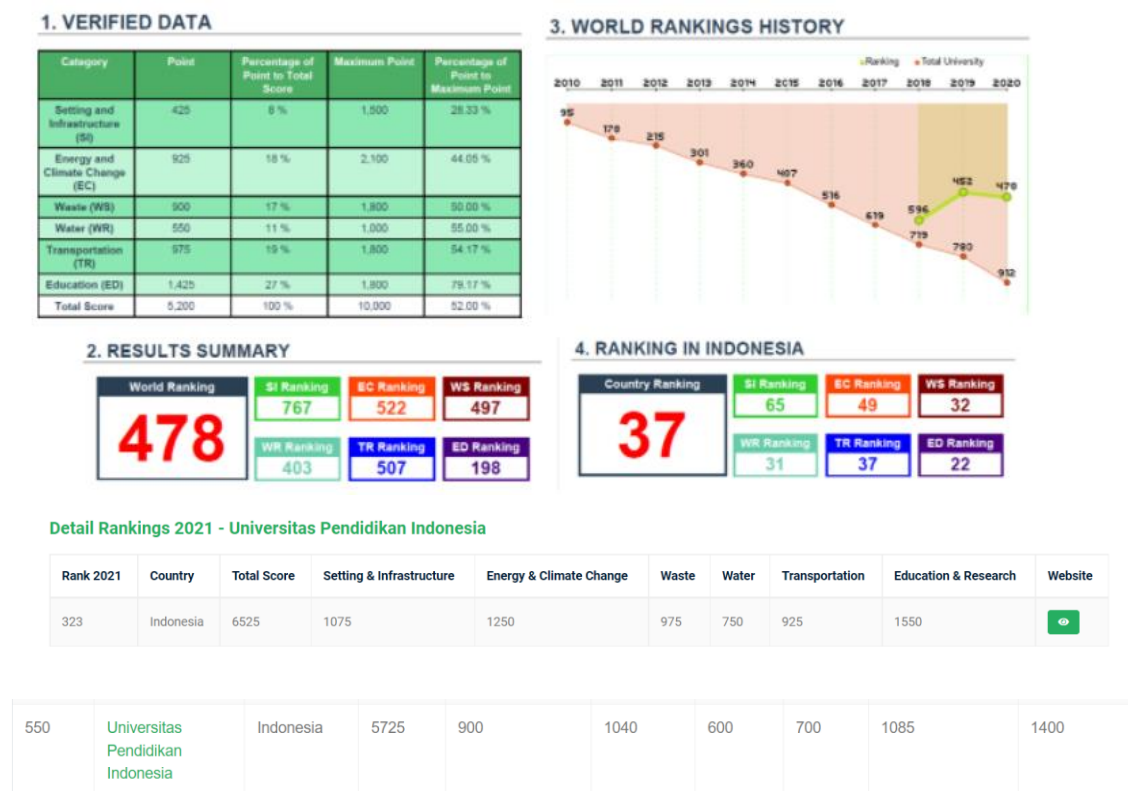 1. VERIFIED DATA
Category Point Percentage of Point to Total Score Maximum Point Percentage of Point to Maximum Point
Setting and Infrastructure (SI) 425 8 % 1,500 28.33 %
Energy and Climate Change (EC) 925 18 % 2,100 44.05 %
Waste (WS) 900 17 % 1,800 50.00 %
Water (WR) 550 11 % 1,000 55.00 %
Transportation (TR) 975 19 % 1,800 54.17 %
Education (ED) 1,425 27 % 1,800 79.17 %
Total Score 5,200 100 % 10,000 52.00 %
3. WORLD RANKINGS HISTORY
Ranking Total University
2010 2011 2012 2013 2014 2015 2016 2017 2018 2019 2020
95 178 215 301 360 407 516 619 719 780 912
596 452 478
2. RESULTS SUMMARY
World Ranking SI Ranking EC Ranking WS Ranking
478 767 522 497
WR Ranking TR Ranking ED Ranking
403 507 198
4. RANKING IN INDONESIA
Country Ranking SI Ranking EC Ranking WS Ranking
37 65 49 32
WR Ranking TR Ranking ED Ranking
31 37 22
Detail Rankings 2021 - Universitas Pendidikan Indonesia
Rank 2021 Country Total Score Setting & Infrastructure Energy & Climate Change Waste Water Transportation Education & Research Website
323 Indonesia 6525 1075 1250 975 750 925 1550
550 Universitas Indonesia 5725 900 1040 600 700 1085 1400
Pendidikan
Indonesia